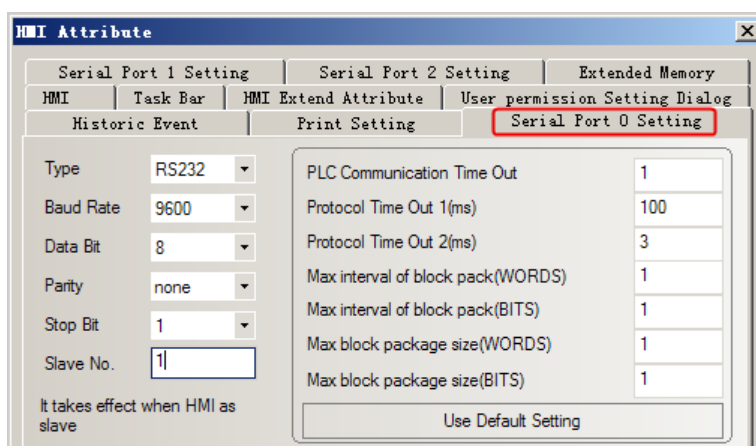 HMI Attribute
Serial Port 1 Setting Serial Port 2 Setting Extended Memory
HMI Task Bar HMI Extend Attribute User permission Setting Dialog
Historic Event Print Setting Serial Port 0 Setting
Type RS232
Baud Rate 9600
Data Bit 8
Parity none
Stop Bit 1
Slave No. 1
It takes effect when HMI as
slave
PLC Communication Time Out 1
Protocol Time Out 1(ms) 100
Protocol Time Out 2(ms) 3
Max interval of block pack(WORDS) 1
Max interval of block pack(BITS) 1
Max block package size(WORDS) 1
Max block package size(BITS) 1
Use Default Setting